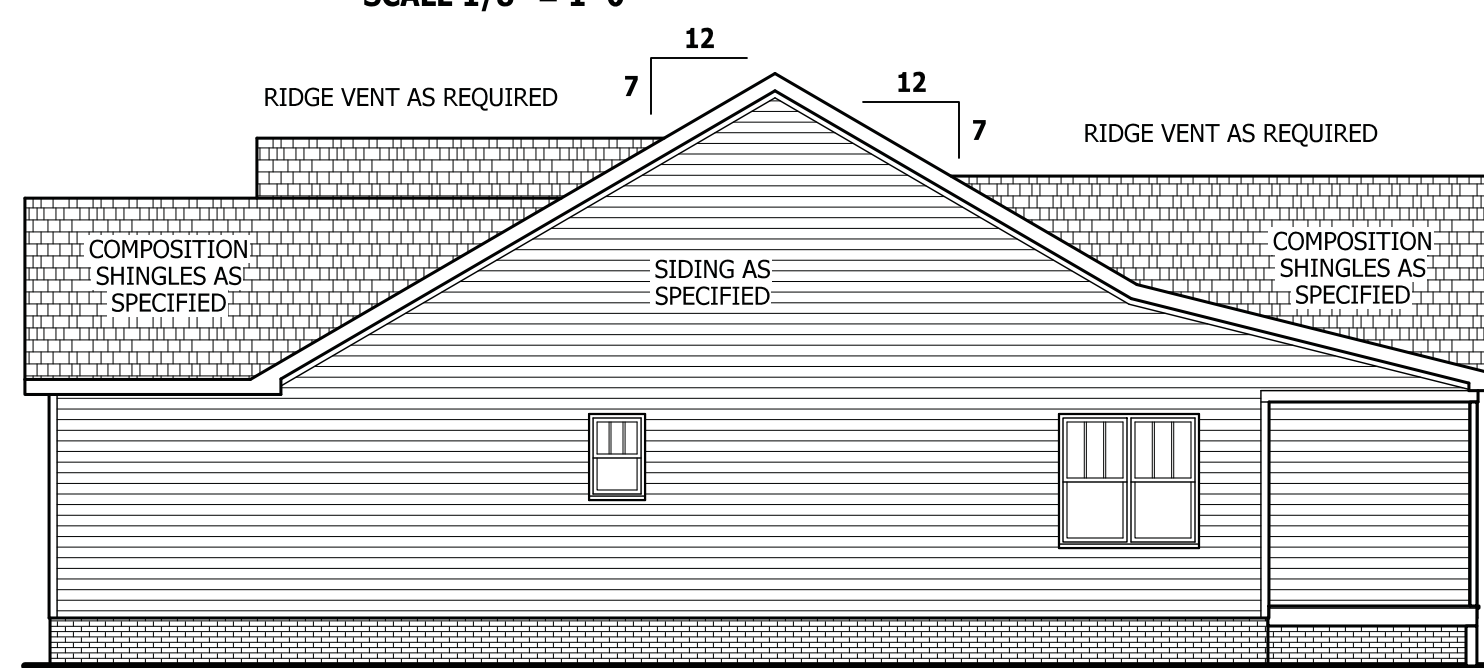 12
7
RIDGE VENT AS REQUIRED
12
7
RIDGE VENT AS REQUIRED
COMPOSITION
SHINGLES AS
SPECIFIED
SIDING AS
SPECIFIED
COMPOSITION
SHINGLES AS
SPECIFIED